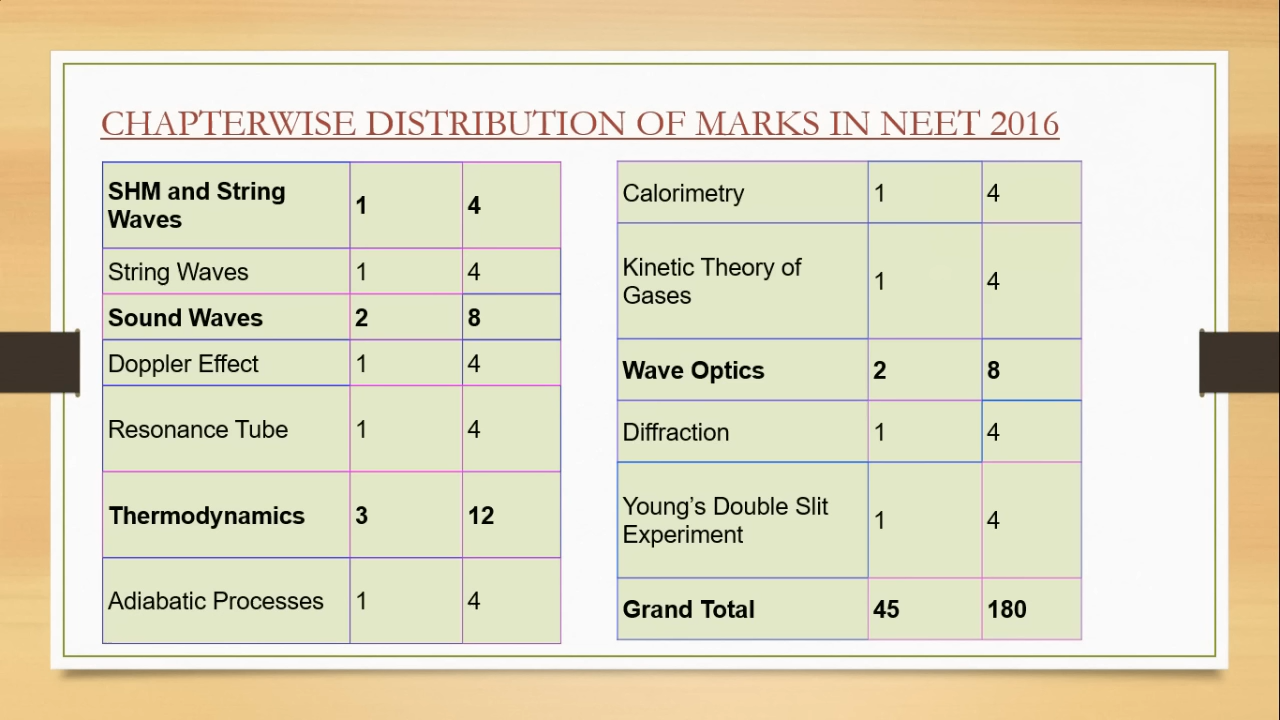 CHAPTERWISE DISTRIBUTION OF MARKS IN NEET 2016
SHM and String
Waves
1
4
String Waves
1
4
Sound Waves
2
8
Doppler Effect
1
4
Resonance Tube
1
4
Thermodynamics
3
12
Adiabatic Processes
1
4
Calorimetry
1
4
Kinetic Theory of
Gases
1
4
Wave Optics
2
8
Diffraction
1
4
Young’s Double Slit
Experiment
1
4
Grand Total
45
180